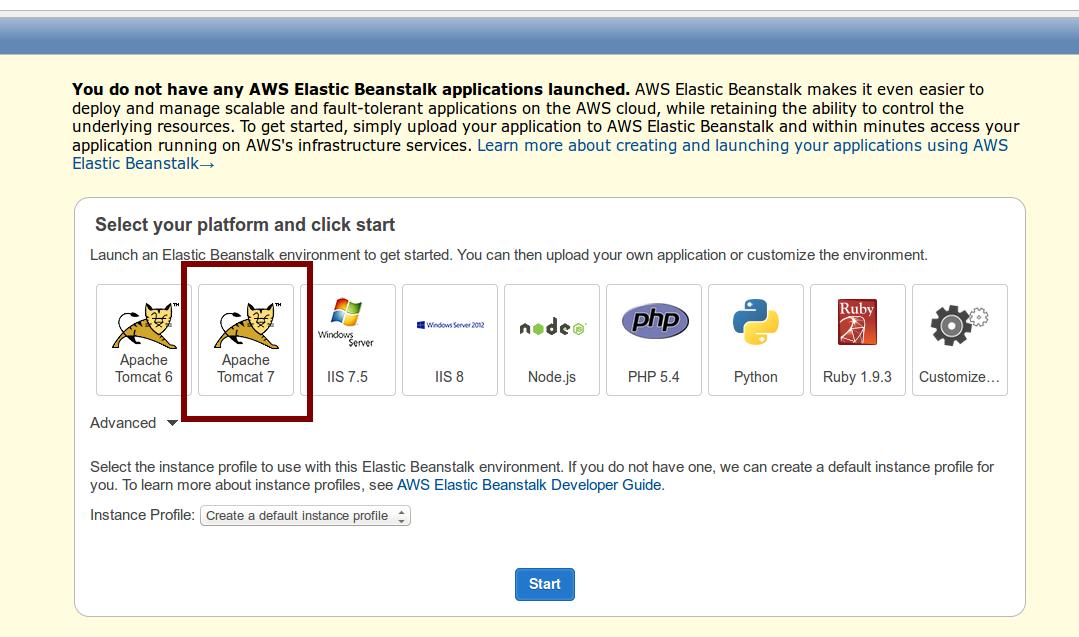 You do not have any AWS Elastic Beanstalk applications launched. AWS Elastic Beanstalk makes it even easier to
deploy and manage scalable and fault-tolerant applications on the AWS cloud, while retaining the ability to control the
underlying resources. To get started, simply upload your application to AWS Elastic Beanstalk and within minutes access your
application running on AWS's infrastructure services. Learn more about creating and launching your applications using AWS
Elastic Beanstalk→
Select your platform and click start
Launch an Elastic Beanstalk environment to get started. You can then upload your own application or customize the environment.
TM
Apache
Tomcat 6
TM
Apache
Tomcat 7
Windows
Server
IIS 7.5
Windows Server 2012
IIS 8
node
Node.js
php
PHP 5.4
Python
Ruby
Ruby 1.9.3
Customize...
Advanced
Select the instance profile to use with this Elastic Beanstalk environment. If you do not have one, we can create a default instance profile for
you. To learn more about instance profiles, see AWS Elastic Beanstalk Developer Guide.
Instance Profile: Create a default instance profile
Start